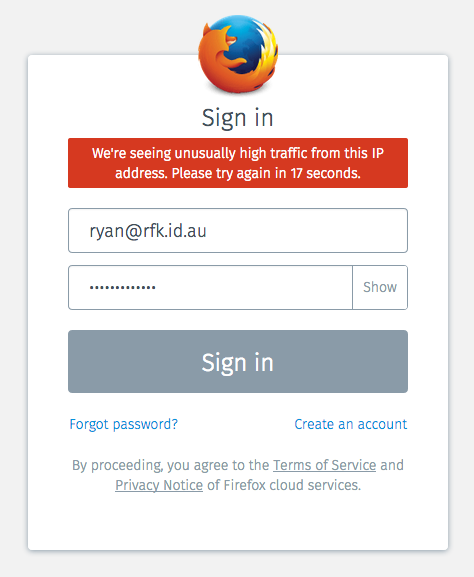 Sign in
We're seeing unusually high traffic from this IP
address. Please try again in 17 seconds.
ryan@rfk.id.au
•••••••••••••
Show
Sign in
Forgot password?
Create an account
By proceeding, you agree to the Terms of Service and
Privacy Notice of Firefox cloud services.